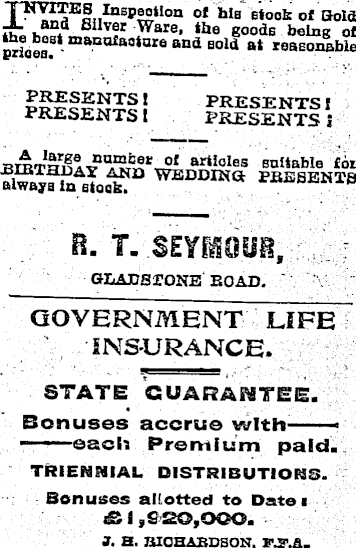 INVITES Inspection of his stock of Gold
and Silver Ware, the goods being of
the best manufacture and sold at reasonable
prices.
PRESENTS! PRESENTS!
PRESENTS! PRESENTS!
A large number of articles suitable for
BIRTHDAY AND WEDDING PRESENTS
always in stock.
R. T. SEYMOUR,
GLADSTONE ROAD.
GOVERNMENT LIFE
INSURANCE.
STATE GUARANTEE.
Bonuses accrue with
each Premium paid.
TRIENNIAL DISTRIBUTIONS.
Bonuses allotted to Date:
£1,920,000.
J. H. RICHARDSON, F.F.A.